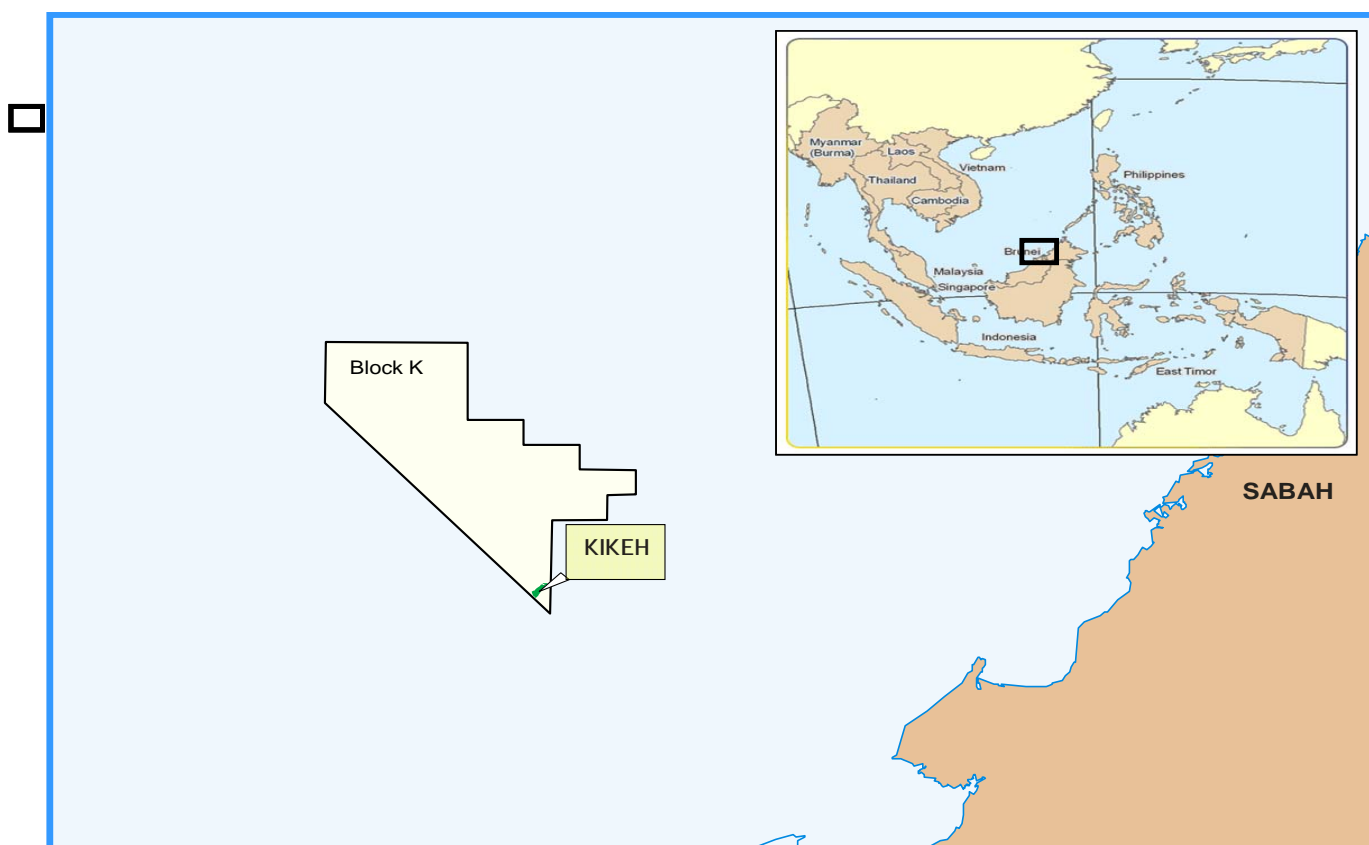 Myanmar
(Burma)
Laos
Vietnam
Thailand
Cambodia
Philippines
Brunei
Malaysia
Singapore
Indonesia
East Timor
Block K
SABAH
KIKEH